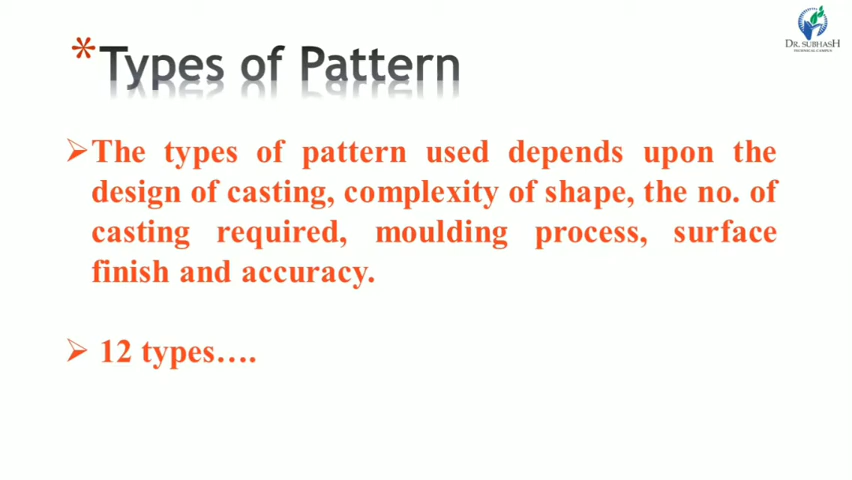 DR. SUBHASH
*Types of Pattern
➢The types of pattern used depends upon the
design of casting, complexity of shape, the no. of
casting required, moulding process, surface
finish and accuracy.
➢ 12 types….